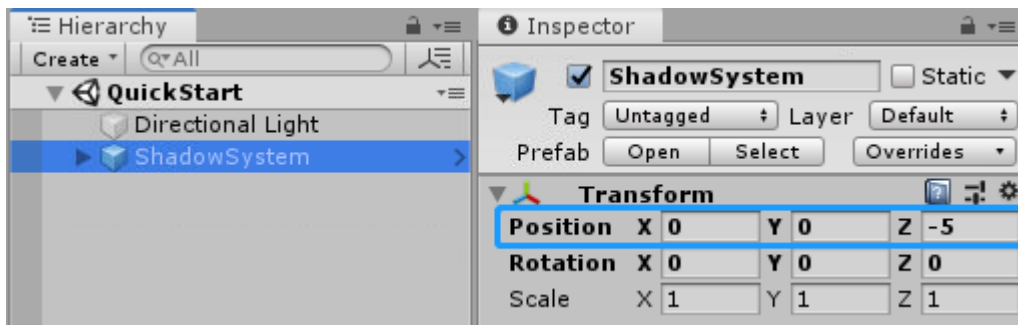 Hierarchy
Create All
QuickStart
Directional Light
ShadowSystem
Inspector
ShadowSystem Static
Tag Untagged Layer Default
Prefab Open Select Overrides
Transform
Position X 0 Y 0 Z -5
Rotation X 0 Y 0 Z 0
Scale X 1 Y 1 Z 1